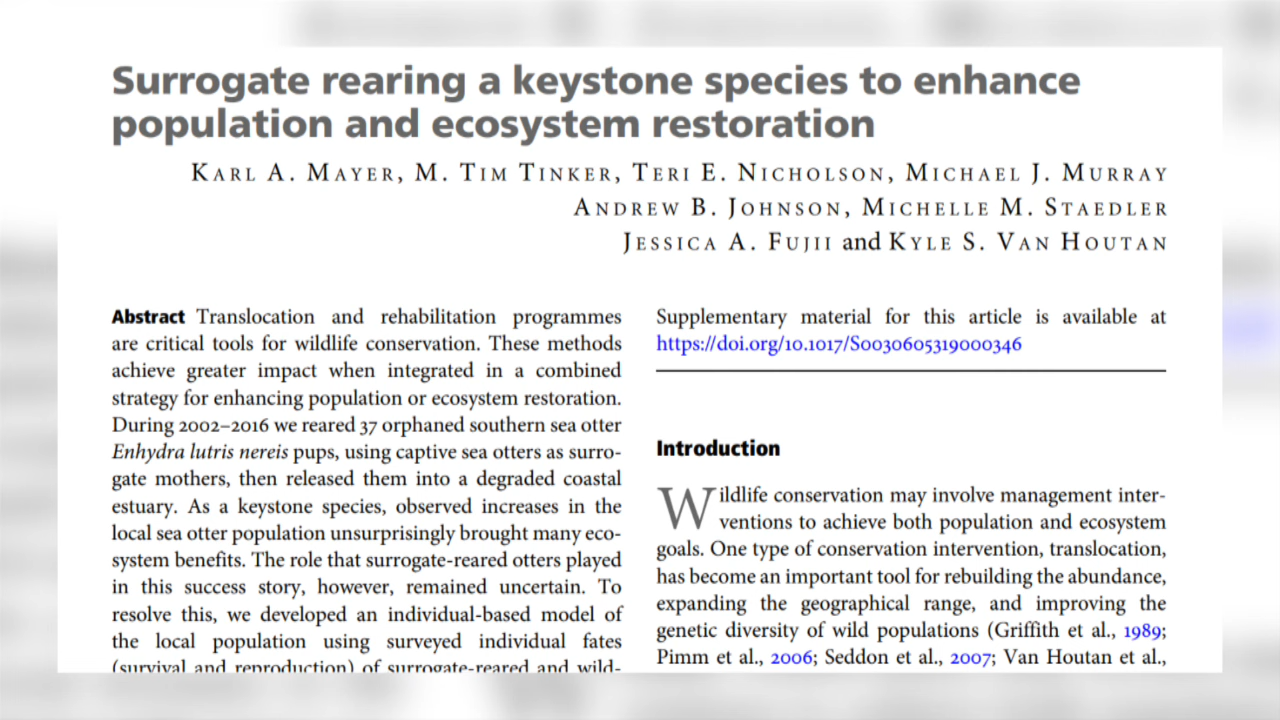 Surrogate rearing a keystone species to enhance
population and ecosystem restoration
KARL A. MAYER, M. TIM TINKER, TERI E. NICHOLSON, MICHAEL J. MURRAY
ANDREW B. JOHNSON, MICHELLE M. STAEDLER
JESSICA A. FUJII and KYLE S. VAN HOUTAN
Abstract Translocation and rehabilitation programmes
are critical tools for wildlife conservation. These methods
achieve greater impact when integrated in a combined
strategy for enhancing population or ecosystem restoration.
During 2002–2016 we reared 37 orphaned southern sea otter
Enhydra lutris nereis pups, using captive sea otters as surro-
gate mothers, then released them into a degraded coastal
estuary. As a keystone species, observed increases in the
local sea otter population unsurprisingly brought many eco-
system benefits. The role that surrogate-reared otters played
in this success story, however, remained uncertain. To
resolve this, we developed an individual-based model of
the local population using surveyed individual fates
(survival and reproduction) of surrogate-reared and wild-
Supplementary material for this article is available at
https://doi.org/10.1017/S0030605319000346
Introduction
Wildlife conservation may involve management inter-
ventions to achieve both population and ecosystem
goals. One type of conservation intervention, translocation,
has become an important tool for rebuilding the abundance,
expanding the geographical range, and improving the
genetic diversity of wild populations (Griffith et al., 1989;
Pimm et al., 2006; Seddon et al., 2007; Van Houtan et al.,